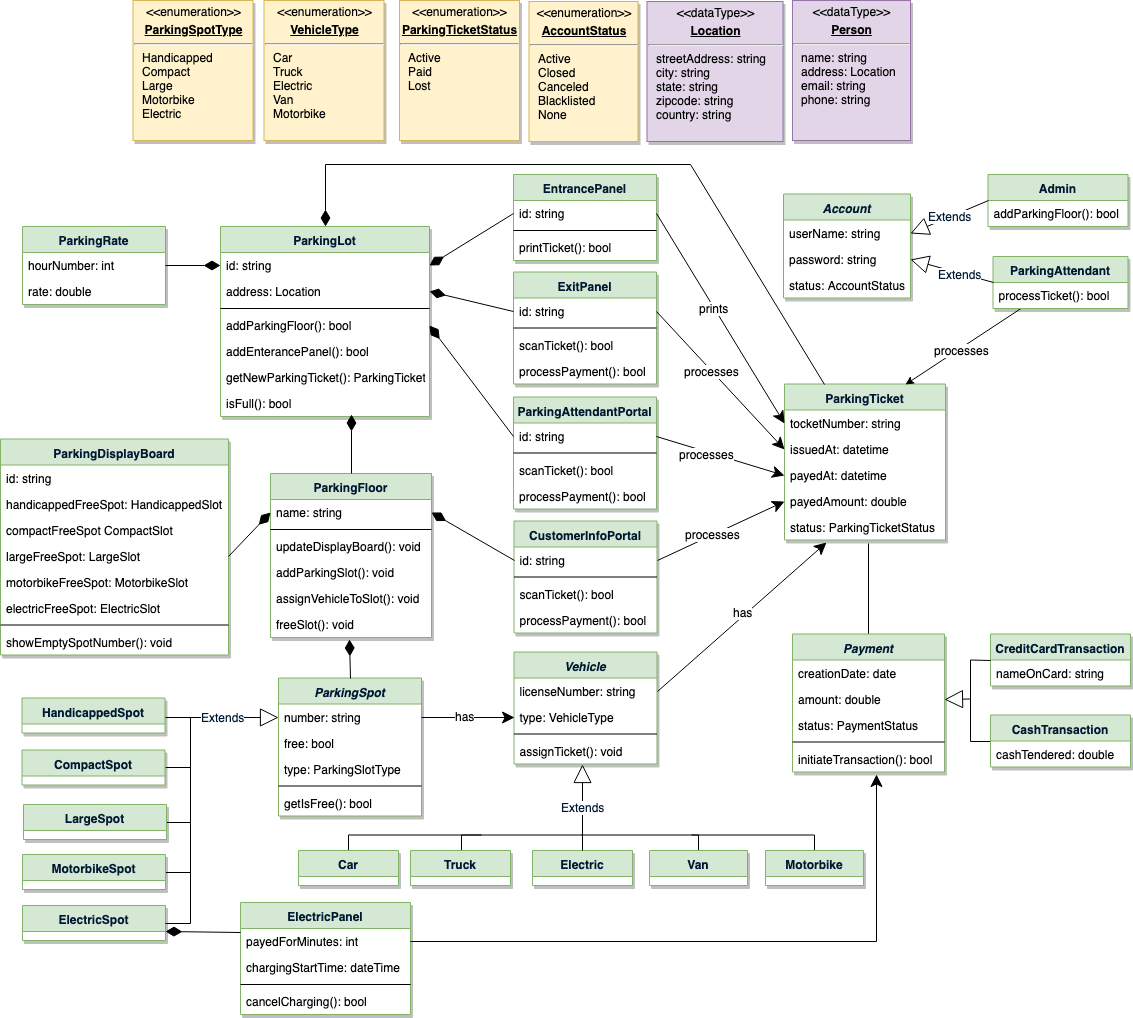 <<enumeration>>
ParkingSpotType
Handicapped
Compact
Large
Motorbike
Electric
<<enumeration>>
VehicleType
Car
Truck
Electric
Van
Motorbike
<<enumeration>>
ParkingTicketStatus
Active
Paid
Lost
<<enumeration>>
AccountStatus
Active
Closed
Canceled
Blacklisted
None
<<dataType>>
Location
streetAddress: string
city: string
state: string
zipcode: string
country: string
<<dataType>>
Person
name: string
address: Location
email: string
phone: string
ParkingRate
hourNumber: int
rate: double
ParkingLot
id: string
address: Location
addParkingFloor(): bool
addEnterancePanel(): bool
getNewParkingTicket(): ParkingTicket
isFull(): bool
EntrancePanel
id: string
printTicket(): bool
ExitPanel
id: string
scanTicket(): bool
processPayment(): bool
ParkingAttendantPortal
id: string
scanTicket(): bool
processPayment(): bool
CustomerInfoPortal
id: string
scanTicket(): bool
processPayment(): bool
prints
processes
processes
processes
Account
userName: string
password: string
status: AccountStatus
Extends
Extends
Admin
addParkingFloor(): bool
ParkingAttendant
processTicket(): bool
processes
ParkingTicket
tocketNumber: string
issuedAt: datetime
payedAt: datetime
payedAmount: double
status: ParkingTicketStatus
ParkingDisplayBoard
id: string
handicappedFreeSpot: HandicappedSlot
compactFreeSpot CompactSlot
largeFreeSpot: LargeSlot
motorbikeFreeSpot: MotorbikeSlot
electricFreeSpot: ElectricSlot
showEmptySpotNumber(): void
ParkingFloor
name: string
updateDisplayBoard(): void
addParkingSlot(): void
assignVehicleToSlot(): void
freeSlot(): void
has
Payment
creationDate: date
amount: double
status: PaymentStatus
initiateTransaction(): bool
CreditCardTransaction
nameOnCard: string
CashTransaction
cashTendered: double
Vehicle
licenseNumber: string
type: VehicleType
assignTicket(): void
ParkingSpot
number: string
free: bool
type: ParkingSlotType
getIsFree(): bool
has
Extends
HandicappedSpot
CompactSpot
LargeSpot
MotorbikeSpot
ElectricSpot
Extends
Car
Truck
Electric
Van
Motorbike
ElectricPanel
payedForMinutes: int
chargingStartTime: dateTime
cancelCharging(): bool